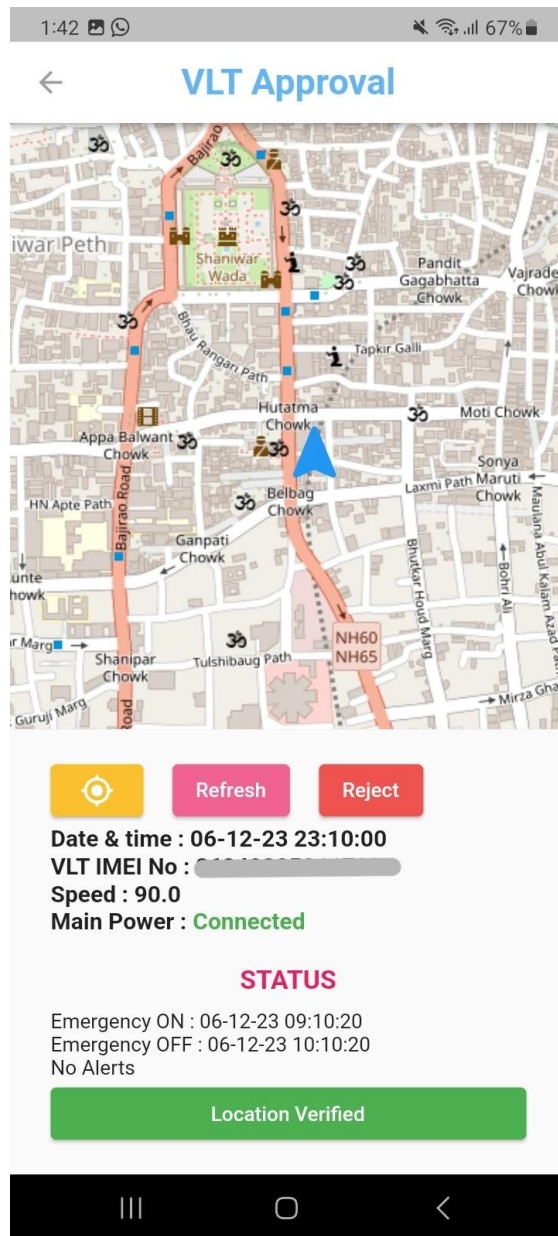 1:42
67%
VLT Approval
Bajirao
iwar Peth
Shaniwar
Wada
Pandit
Gagabhatta
Chowk
Vajrade
Chowk
Bhau Rangari Path
Tapkir Galli
Hutatma
Chowk
Moti Chowk
Appa Balwant
Chowk
Sonya
Maruti
Chowk
Laxmi Path
Belbag
Chowk
HN Apte Path
Bajirao Road
Ganpati
Chowk
unte
howk
Bhutkar Houd Marg
Bohri Ali
Maulana Abul Kalam Azad Path
r Marg
NH60
NH65
Shanipar
Chowk
Tulshibaug Path
Mirza Gha
Guruji Marg
Road
Refresh
Reject
Date & time : 06-12-23 23:10:00
VLT IMEI No :
Speed : 90.0
Main Power : Connected
STATUS
Emergency ON : 06-12-23 09:10:20
Emergency OFF : 06-12-23 10:10:20
No Alerts
Location Verified